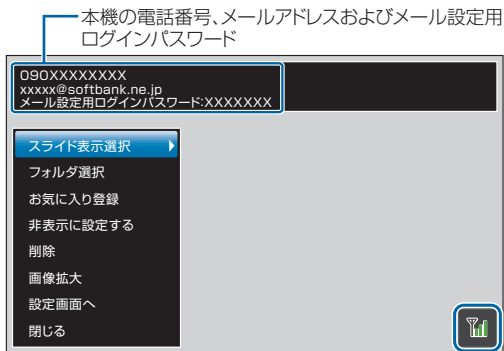 本機の電話番号、メールアドレスおよびメール設定用
ログインパスワード
090XXXXXXXX
xxxxx@softbank.ne.jp
メール設定用ログインパスワード:XXXXXXX
スライド表示選択
フォルダ選択
お気に入り登録
非表示に設定する
削除
画像拡大
設定画面へ
閉じる